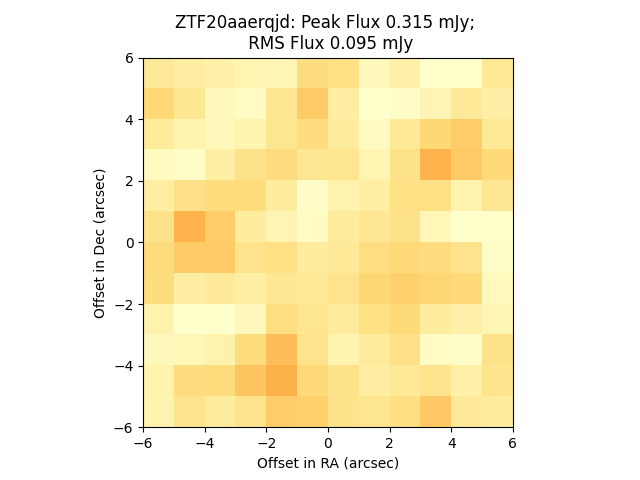 ZTF20aaerqjd: Peak Flux 0.315 mJy;
RMS Flux 0.095 mJy
6
4
2
0
−2
−4
−6
Offset in Dec (arcsec)
−6 −4 −2 0 2 4 6
Offset in RA (arcsec)